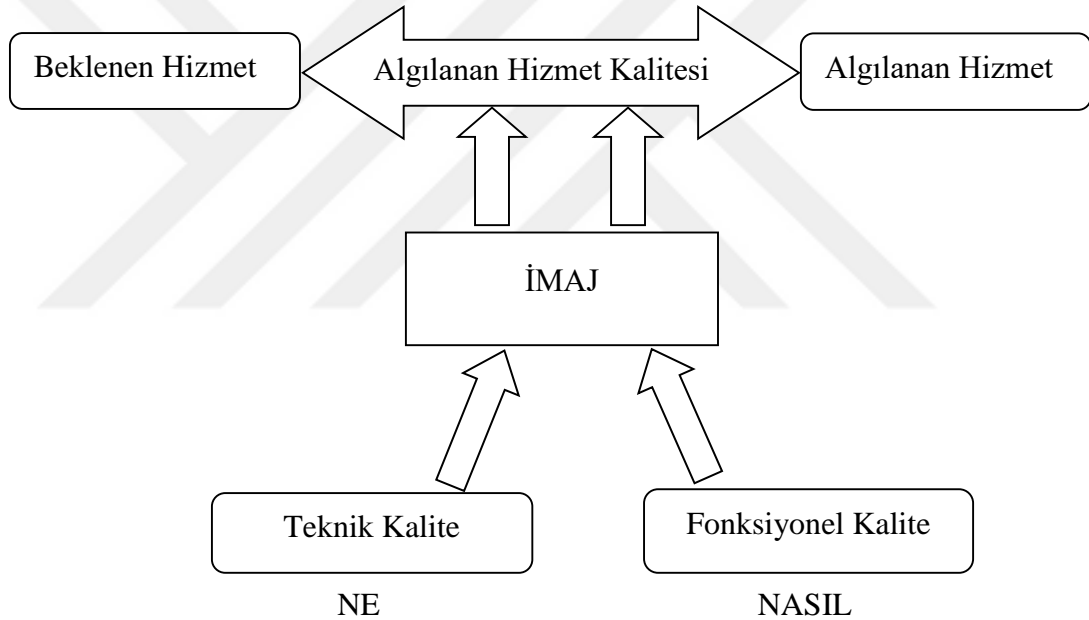 Beklenen Hizmet
Algılanan Hizmet Kalitesi
Algılanan Hizmet
İMAJ
Teknik Kalite
Fonksiyonel Kalite
NE
NASIL